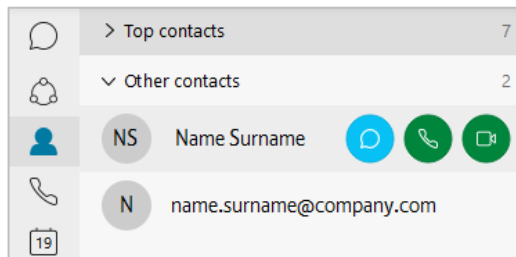 Top contacts 7
Other contacts 2
NS Name Surname
N name.surname@company.com
19